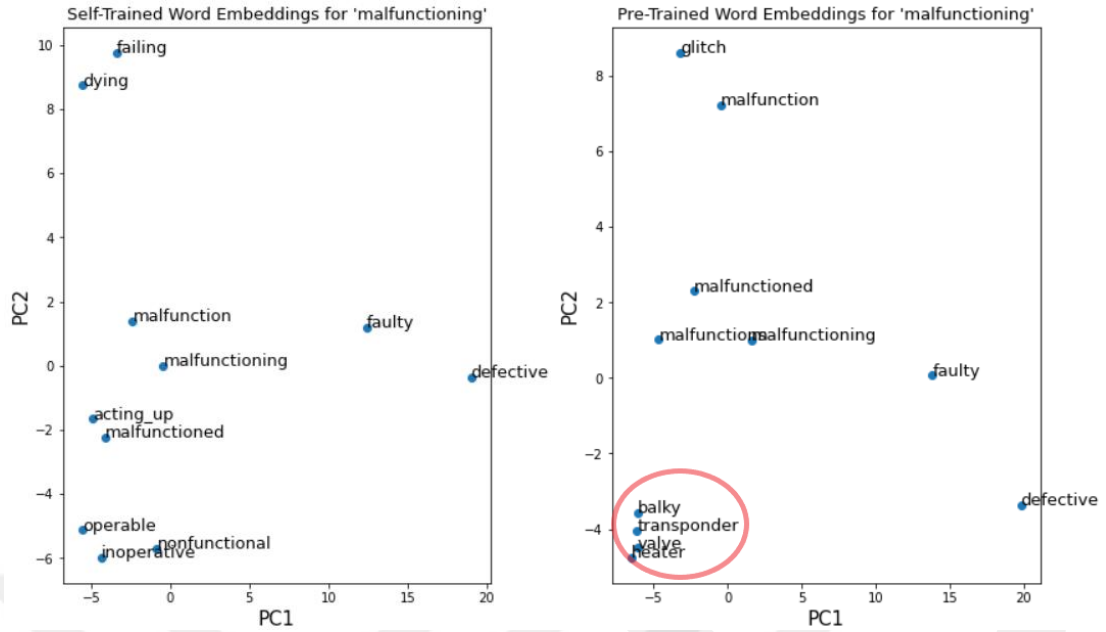 Self-Trained Word Embeddings for 'malfunctioning'
10
8
6
4
2
0
−2
−4
−6
PC2
failing
dying
malfunction
faulty
malfunctioning
defective
acting_up
malfunctioned
operable
nonfunctional
inoperative
−5
0
5
10
15
20
PC1
Pre-Trained Word Embeddings for 'malfunctioning'
8
6
4
2
0
−2
−4
PC2
glitch
malfunction
malfunctioned
malfunctions
malfunctioning
faulty
defective
balky
transponder
valve
heater
−5
0
5
10
15
20
PC1